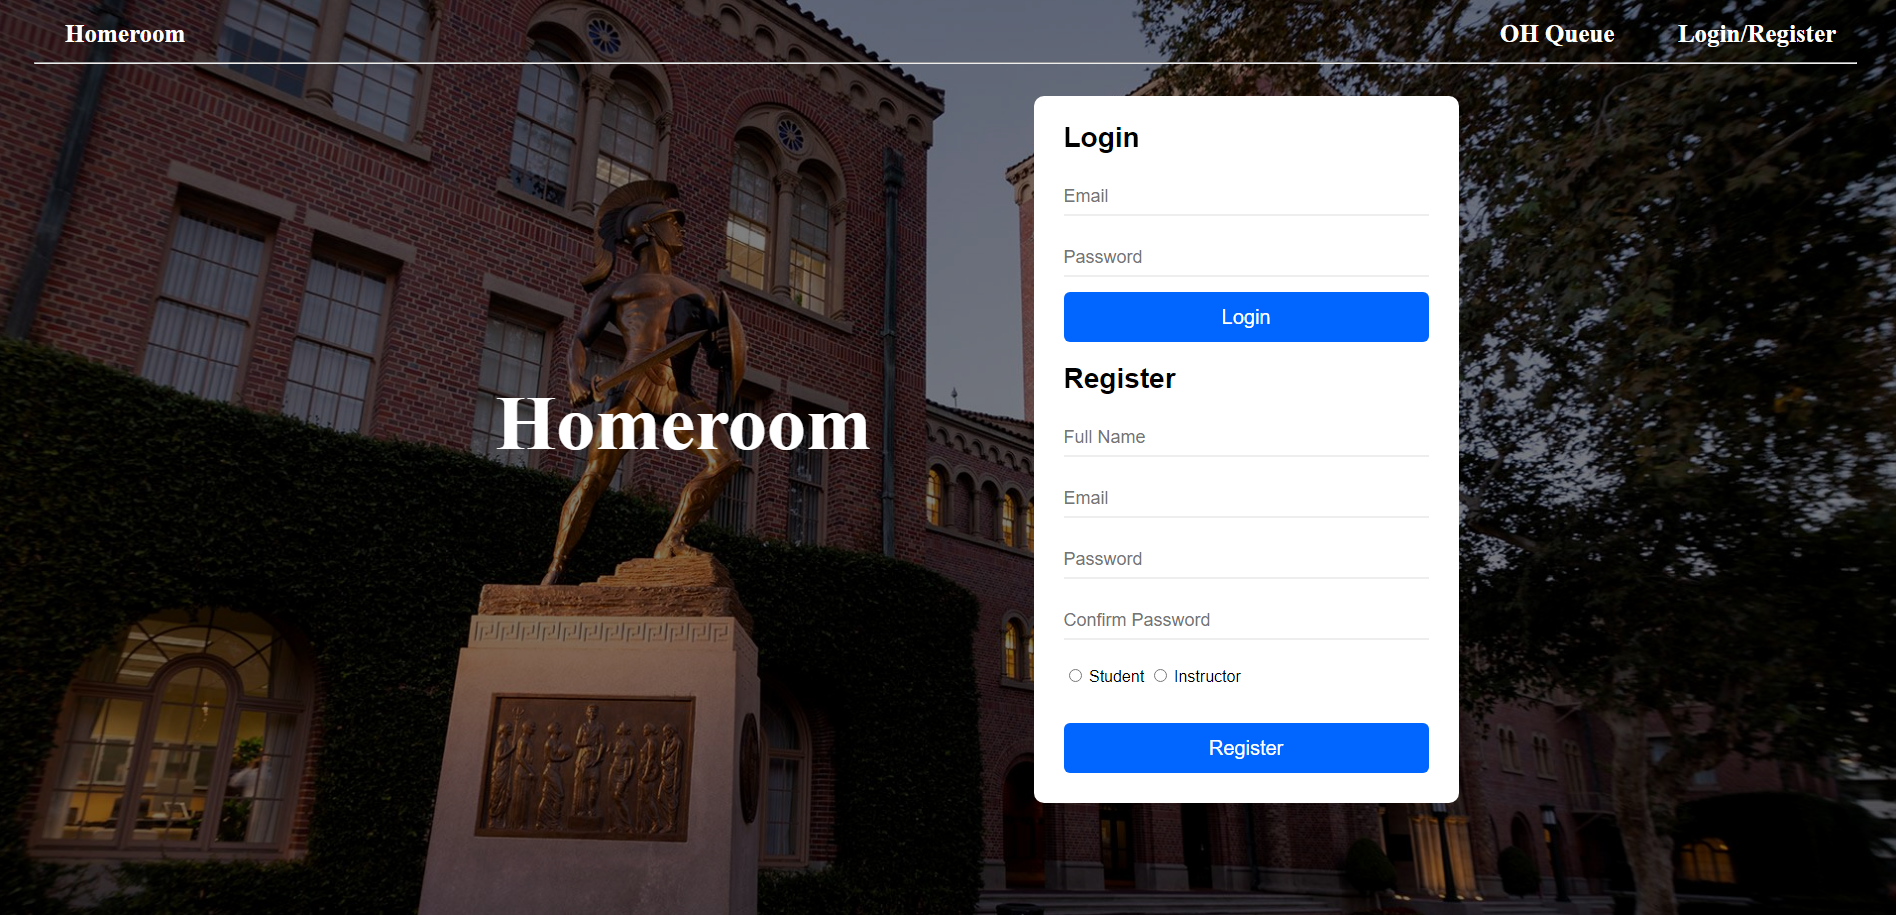 Homeroom
OH Queue
Login/Register
Homeroom
Login
Email
Password
Login
Register
Full Name
Email
Password
Confirm Password
Student Instructor
Register